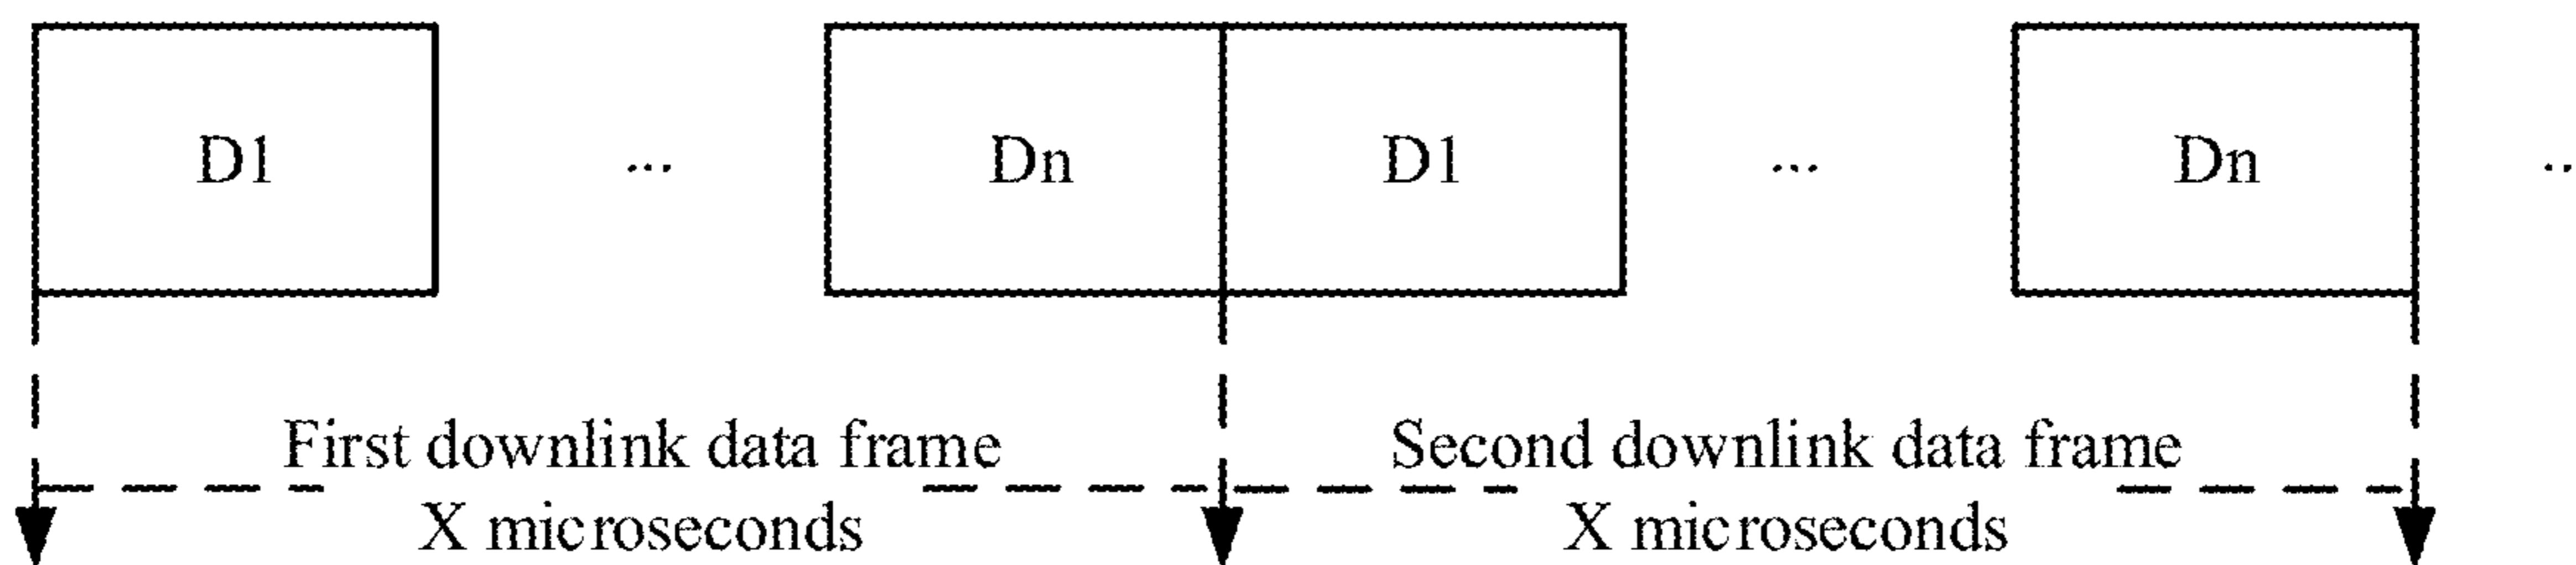 D1 ... Dn D1 ... Dn ..
First downlink data frame Second downlink data frame
X microseconds X microseconds